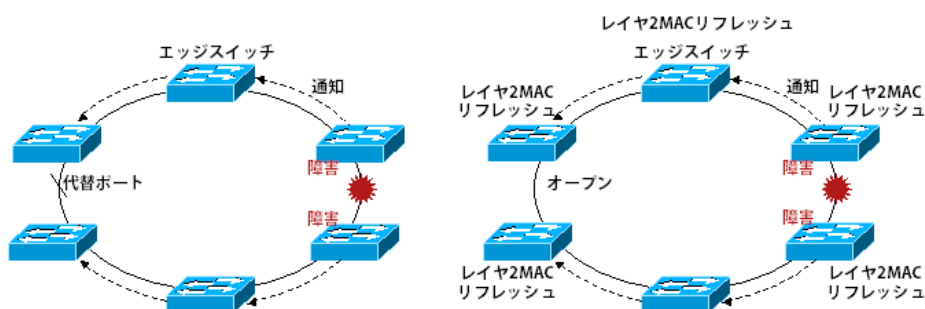 エッジスイッチ
通知
障害
代替ポート
障害
レイヤ2MACリフレッシュ
エッジスイッチ
レイヤ2MAC
リフレッシュ
通知
レイヤ2MAC
リフレッシュ
障害
オープン
障害
レイヤ2MAC
リフレッシュ
レイヤ2MAC
リフレッシュ